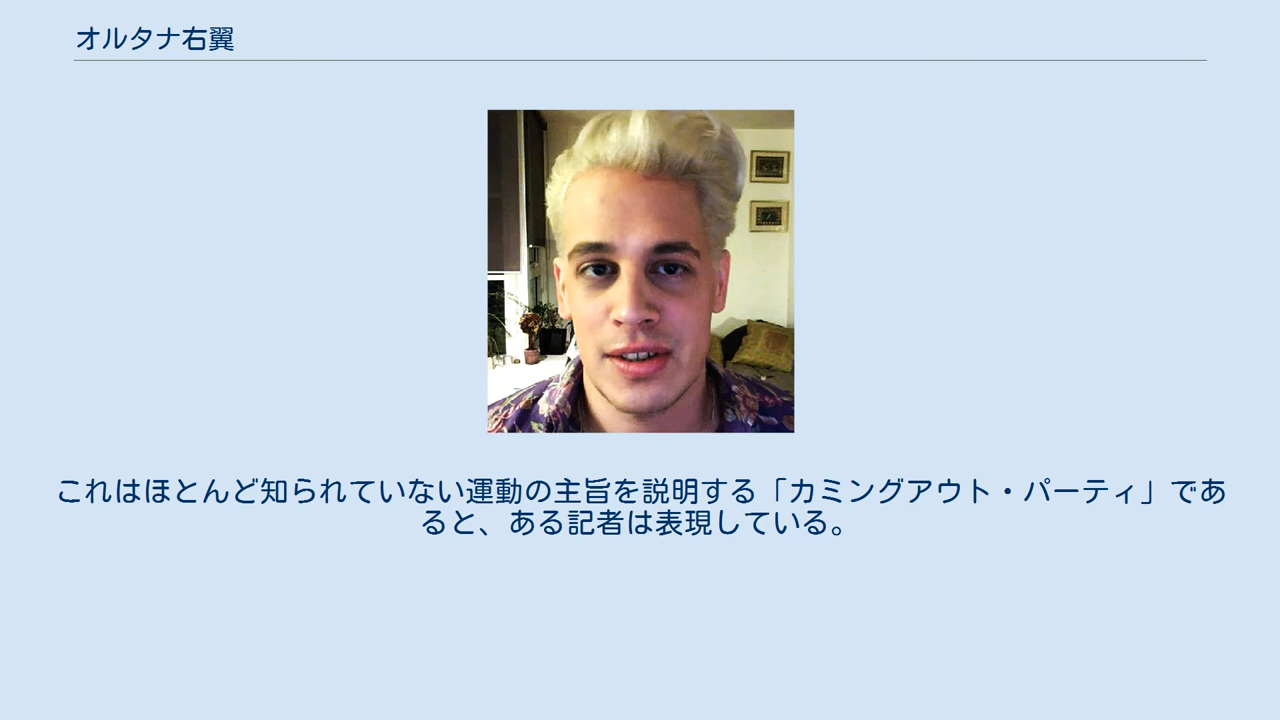 オルタナ右翼
これはほとんど知られていない運動の主旨を説明する「カミングアウト・パーティ」であ
ると、ある記者は表現している。